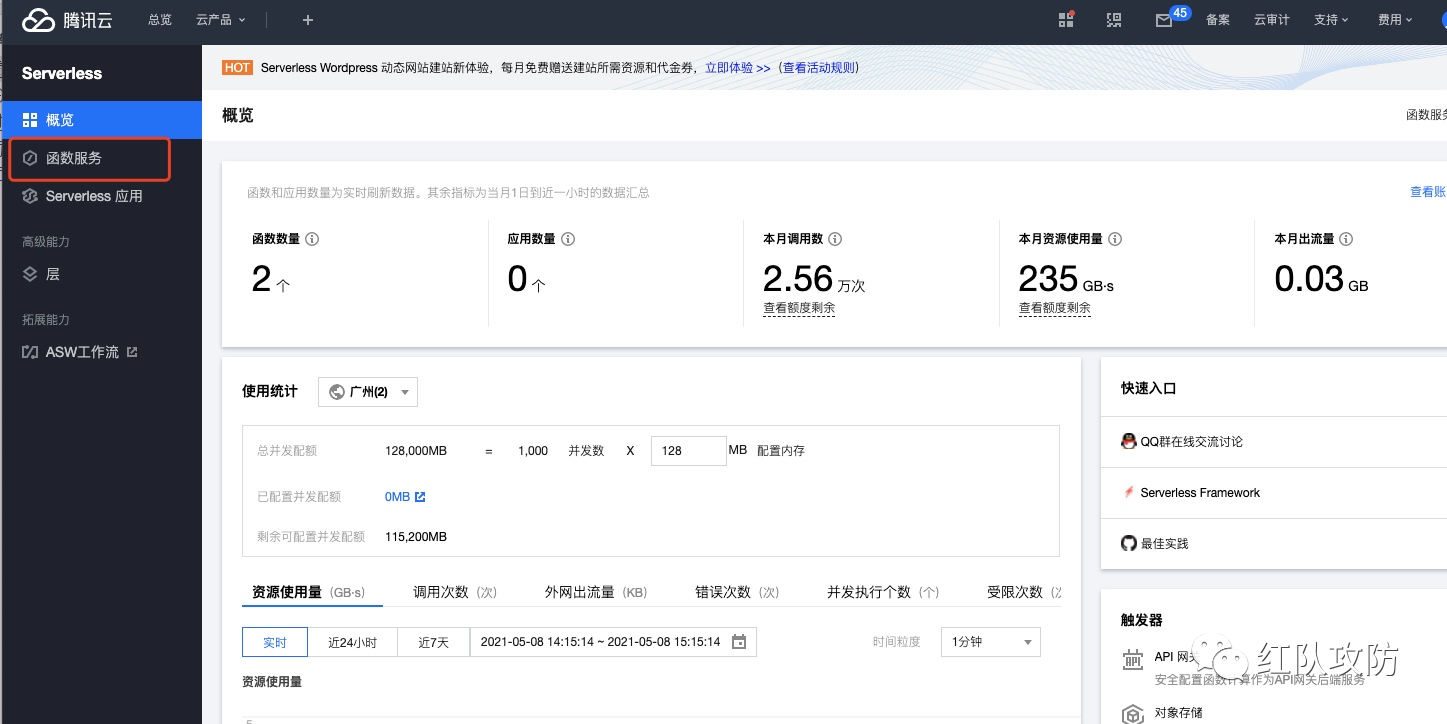 腾讯云 总览 云产品 + 45 备案 云审计 支持 费用
Serverless
HOT Serverless Wordpress 动态网站建站新体验，每月免费赠送建站所需资源和代金券，立即体验 >>（查看活动规则）
概览
概览
函数服务
函数服务
Serverless 应用
高级能力
层
拓展能力
ASW工作流
函数和应用数量为实时刷新数据。其余指标为当月1日到近一小时的数据汇总
查看账
函数数量
2 个
应用数量
0 个
本月调用数
2.56 万次
查看额度剩余
本月资源使用量
235 GB·s
查看额度剩余
本月出流量
0.03 GB
使用统计 广州(2)
总并发配额 128,000MB = 1,000 并发数 X 128 MB 配置内存
已配置并发配额 0MB
剩余可配置并发配额 115,200MB
资源使用量 (GB·s) 调用次数 (次) 外网出流量 (KB) 错误次数 (次) 并发执行个数 (个) 受限次数
实时 近24小时 近7天 2021-05-08 14:15:14 ~ 2021-05-08 15:15:14 时间粒度 1分钟
资源使用量
5
快速入口
QQ群在线交流讨论
Serverless Framework
最佳实践
触发器
API 网关
安全配置函数计算作为API网关后端服务
对象存储
红队攻防